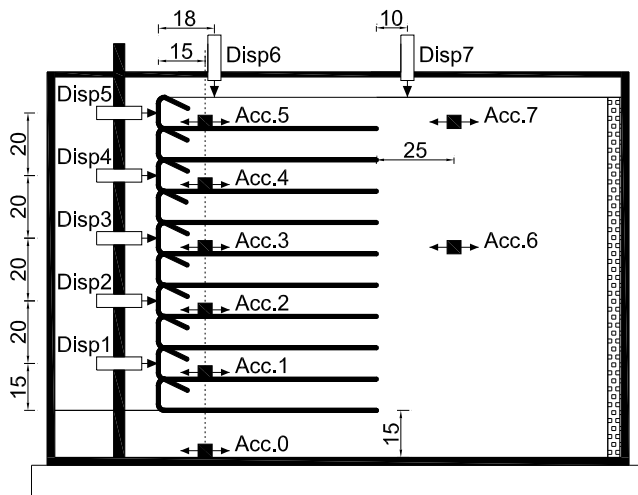 18
10
15
Disp6
Disp7
Disp5
Acc.5
Acc.7
20
25
Disp4
Acc.4
20
Disp3
Acc.3
Acc.6
20
Disp2
Acc.2
20
Disp1
Acc.1
15
15
Acc.0